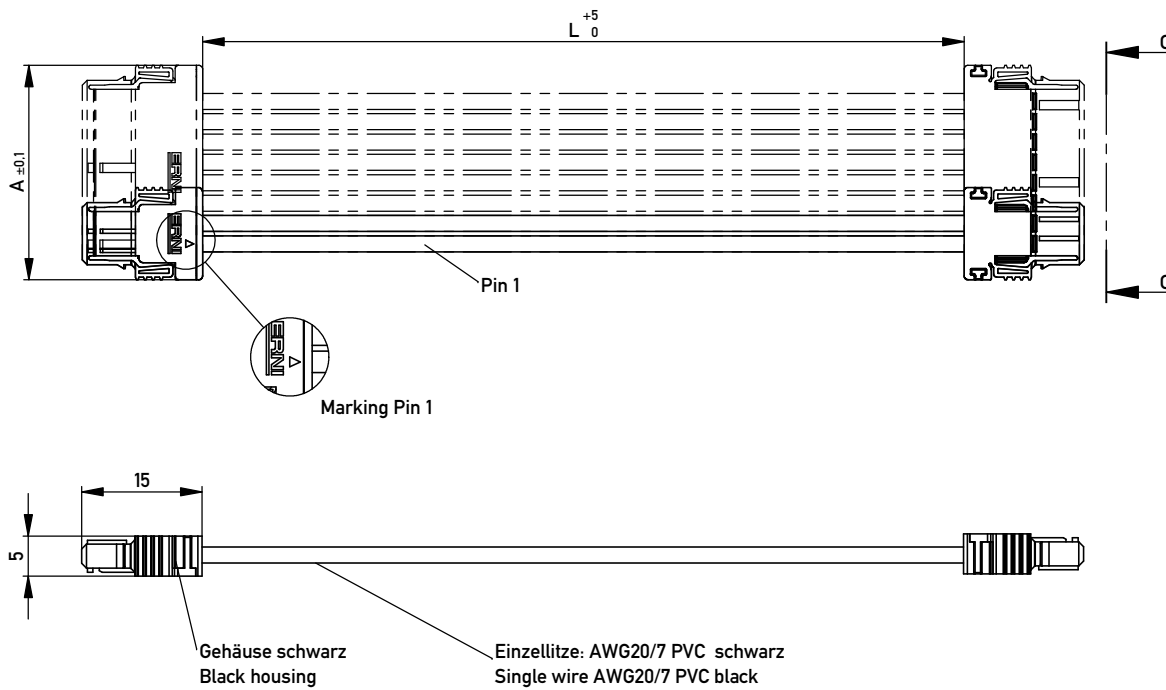 L +5 0
C
A ±0,1
ERNI
ERNI
Pin 1
C
ERNI
Marking Pin 1
15
5
Gehäuse schwarz
Black housing
Einzellitze: AWG20/7 PVC schwarz
Single wire AWG20/7 PVC black